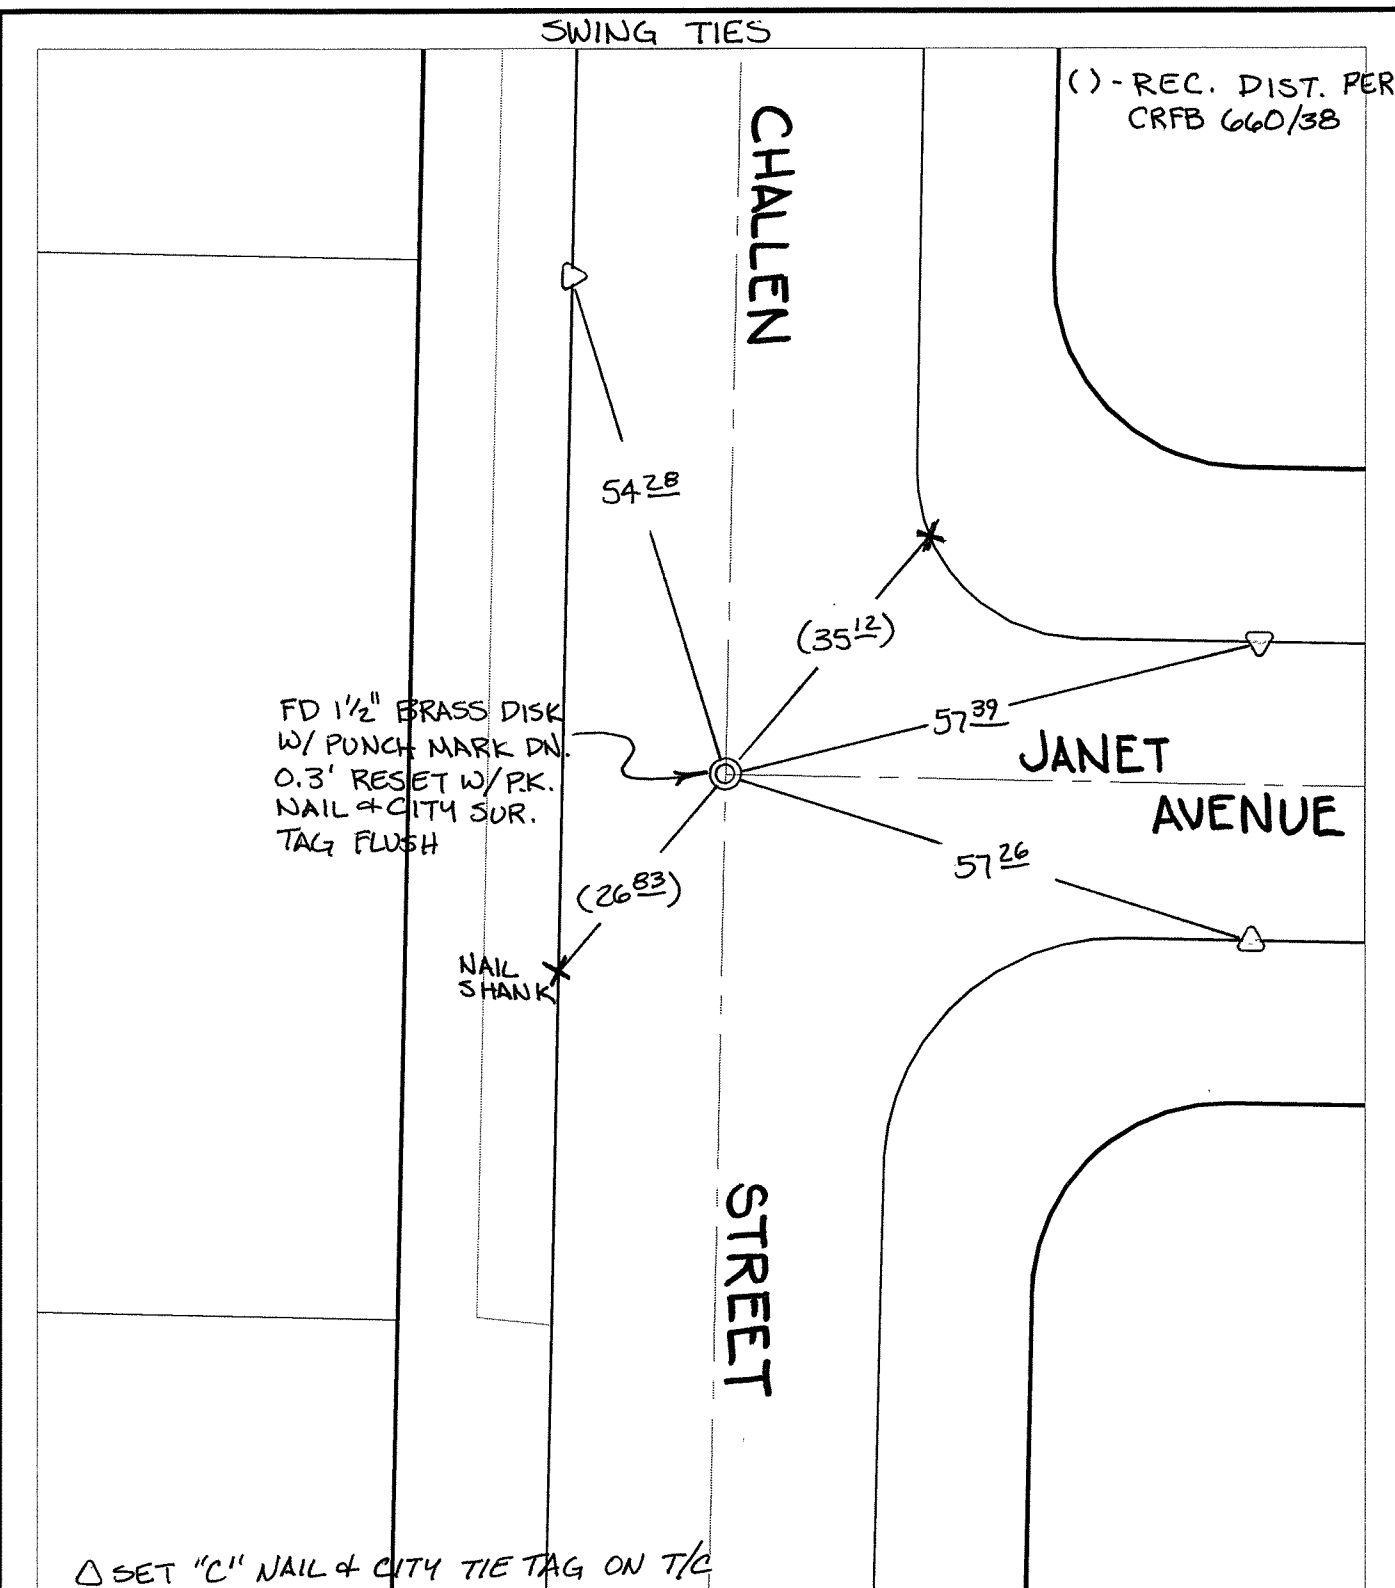 SWING TIES
( ) - REC. DIST. PER
CRFB 660/38
CHALLEN
54 28
(35 12)
FD 1 1/2" BRASS DISK
W/ PUNCH MARK DN.
0.3' RESET W/ P.K.
NAIL & CITY SUR.
TAG FLUSH
57 39
JANET
AVENUE
57 26
(26 83)
NAIL
SHANK
STREET
△ SET "C" NAIL & CITY TIE TAG ON T/C